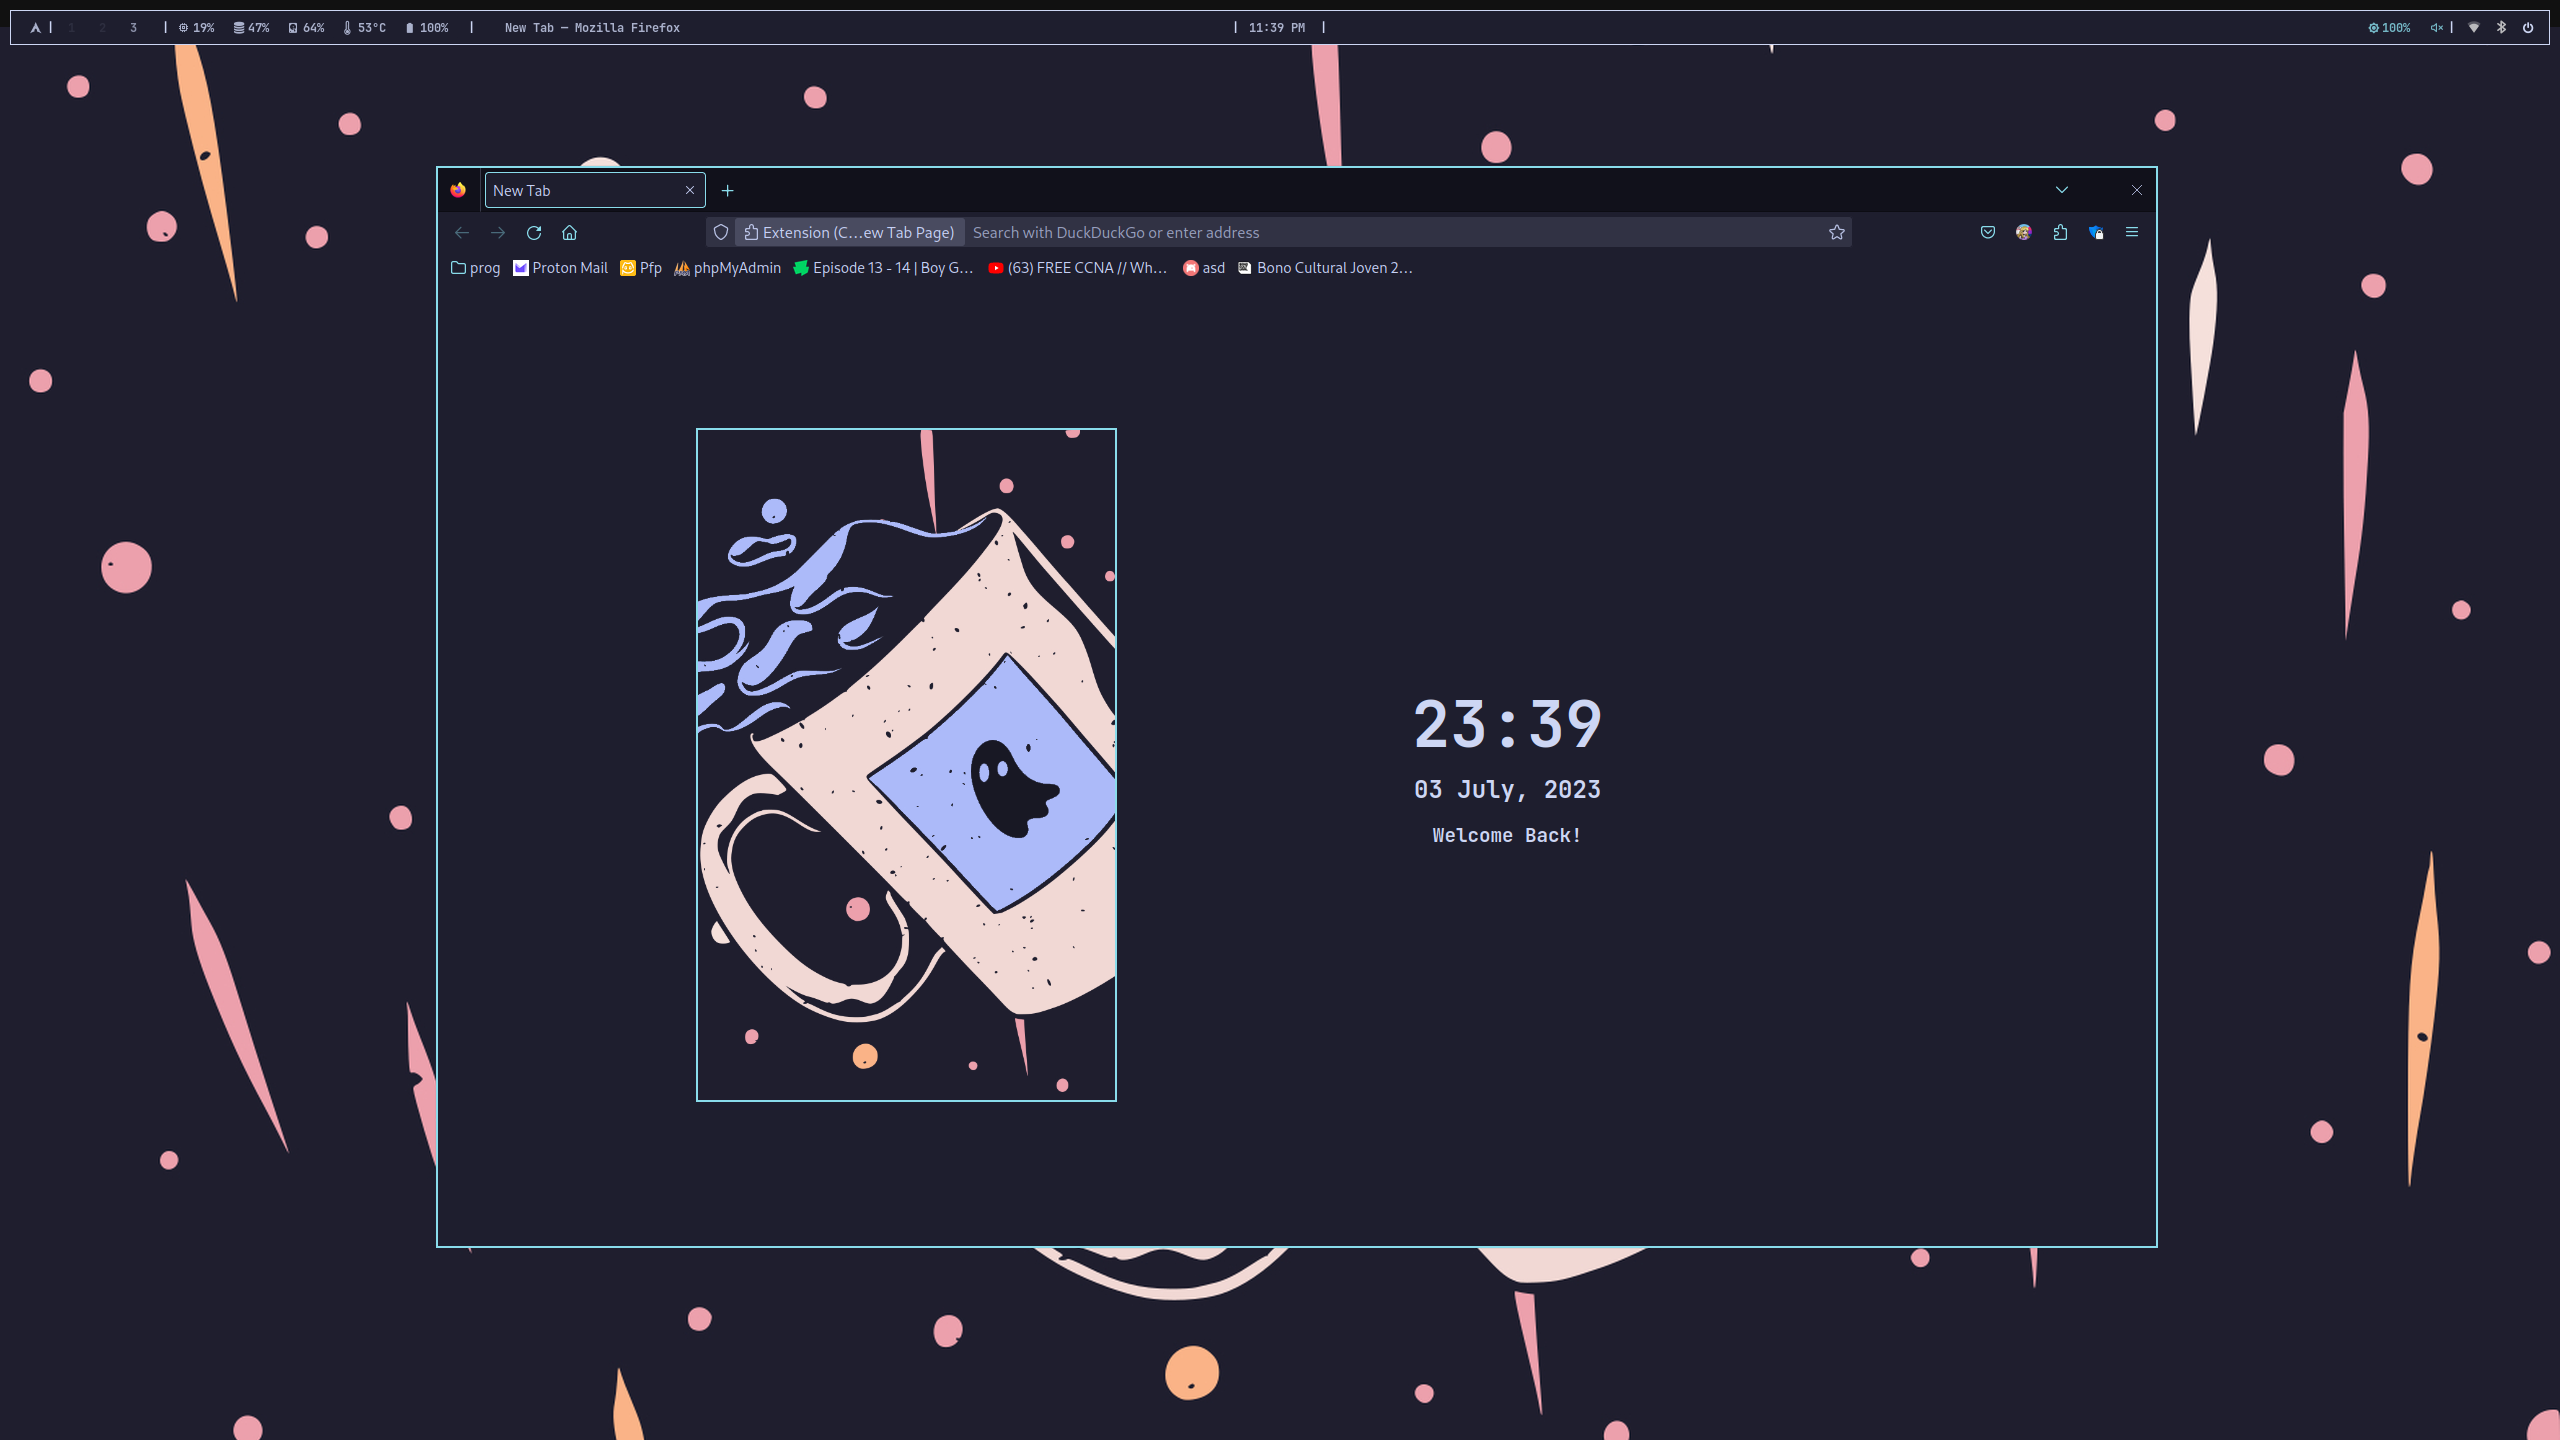 1 2 3 19% 47% 64% 53°C 100% New Tab — Mozilla Firefox 11:39 PM 100%
New Tab
Extension (C…ew Tab Page) Search with DuckDuckGo or enter address
prog Proton Mail Pfp phpMyAdmin Episode 13 - 14 | Boy G… (63) FREE CCNA // Wh… asd Bono Cultural Joven 2…
23:39
03 July, 2023
Welcome Back!